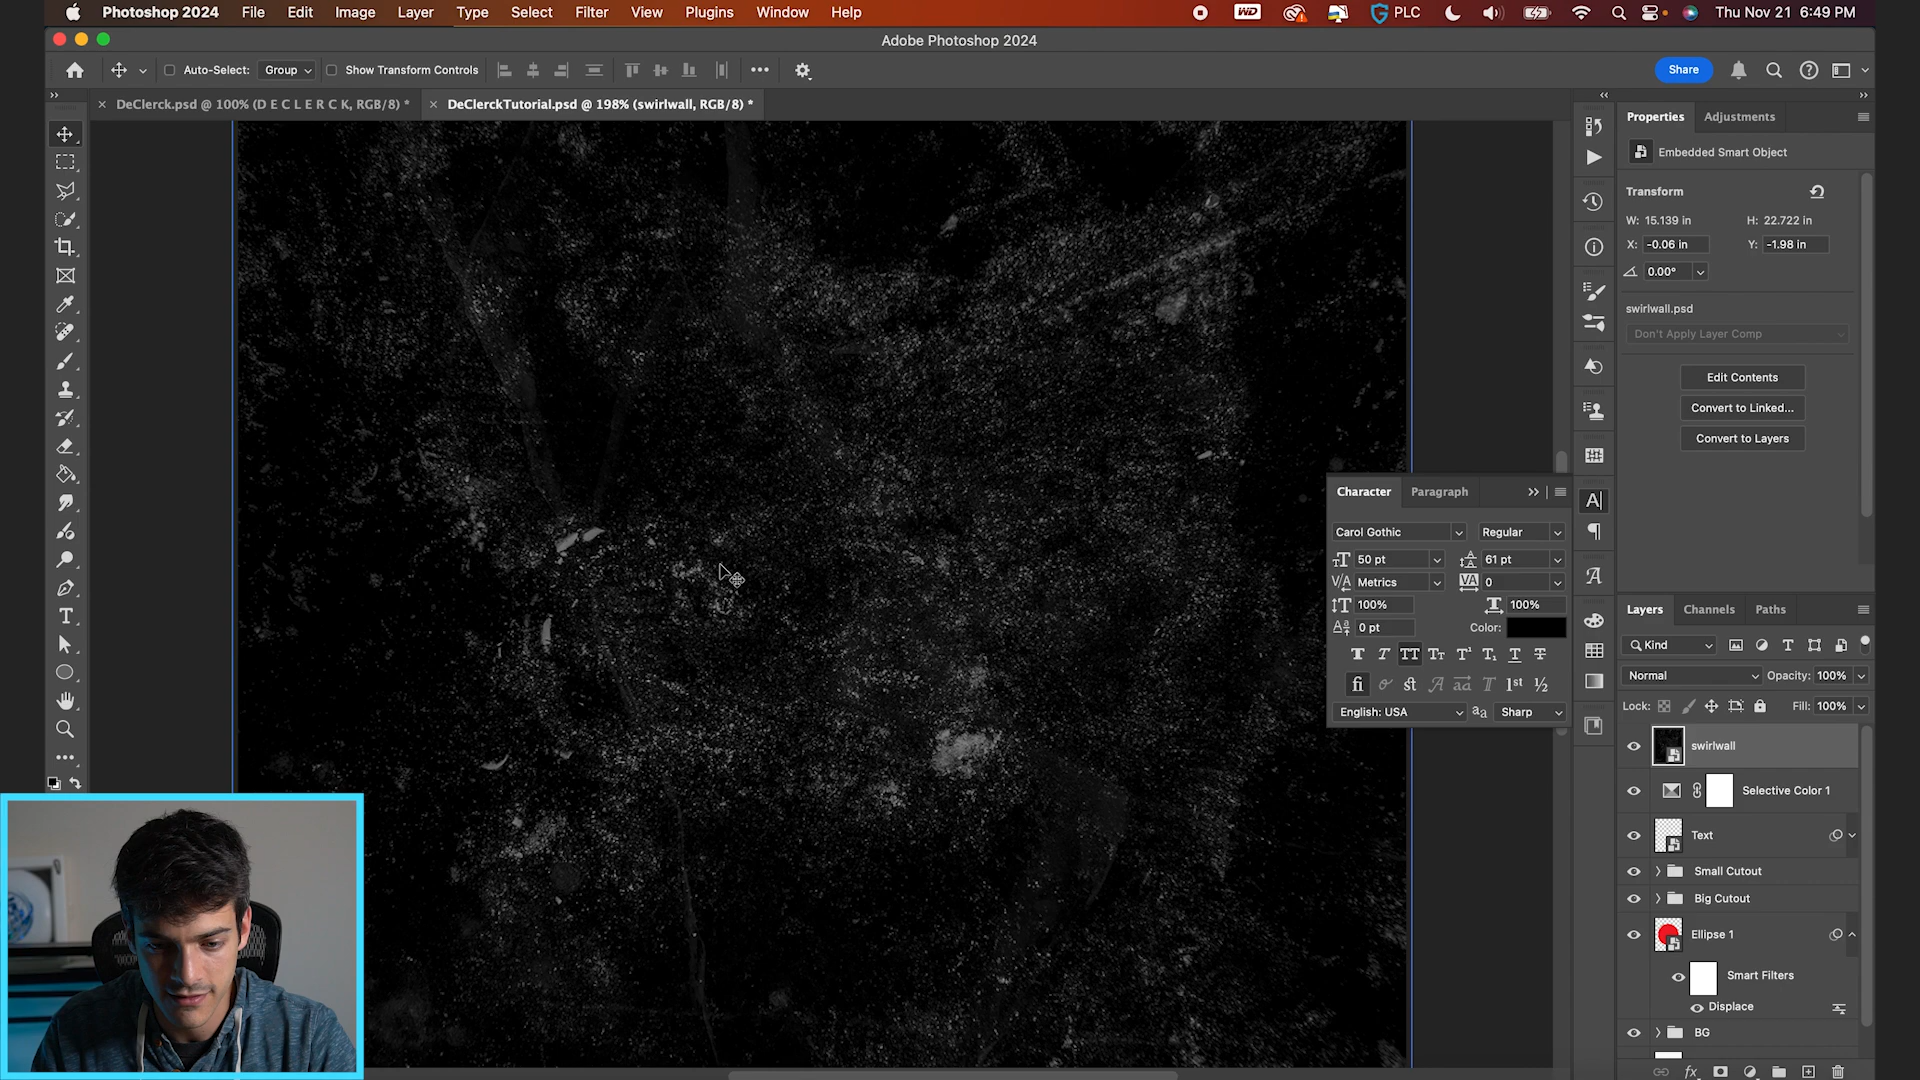 Photoshop 2024 File Edit Image Layer Type Select Filter View Plugins Window Help WD PLC Thu Nov 21 6:49 PM
Adobe Photoshop 2024
Auto-Select: Group Show Transform Controls Share
DeClerck.psd @ 100% (D E C L E R C K, RGB/8) * DeClerckTutorial.psd @ 198% (swirlwall, RGB/8) *
Properties Adjustments
Embedded Smart Object
Transform
W: 15.139 in H: 22.722 in
X: -0.06 in Y: -1.98 in
0.00°
swirlwall.psd
Don't Apply Layer Comp
Edit Contents
Convert to Linked...
Convert to Layers
Character Paragraph
Carol Gothic Regular
50 pt 61 pt
Metrics 0
100% 100%
0 pt Color:
English: USA Sharp
Layers Channels Paths
Kind
Normal Opacity: 100%
Lock: Fill: 100%
swirlwall
Selective Color 1
Text
Small Cutout
Big Cutout
Ellipse 1
Smart Filters
Displace
BG